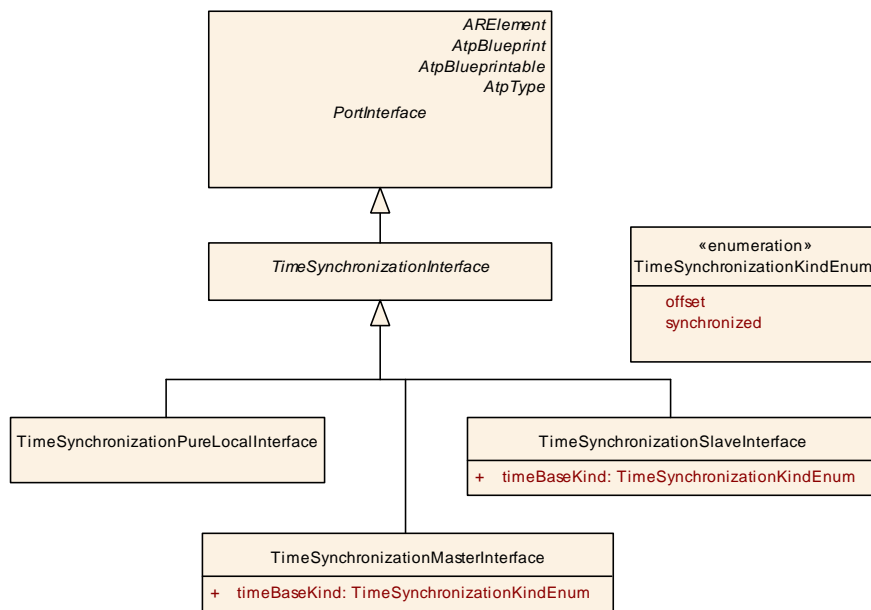 ARElement
AtpBlueprint
AtpBlueprintable
AtpType
PortInterface
TimeSynchronizationInterface
«enumeration»
TimeSynchronizationKindEnum
offset
synchronized
TimeSynchronizationPureLocalInterface
TimeSynchronizationSlaveInterface
+ timeBaseKind: TimeSynchronizationKindEnum
TimeSynchronizationMasterInterface
+ timeBaseKind: TimeSynchronizationKindEnum